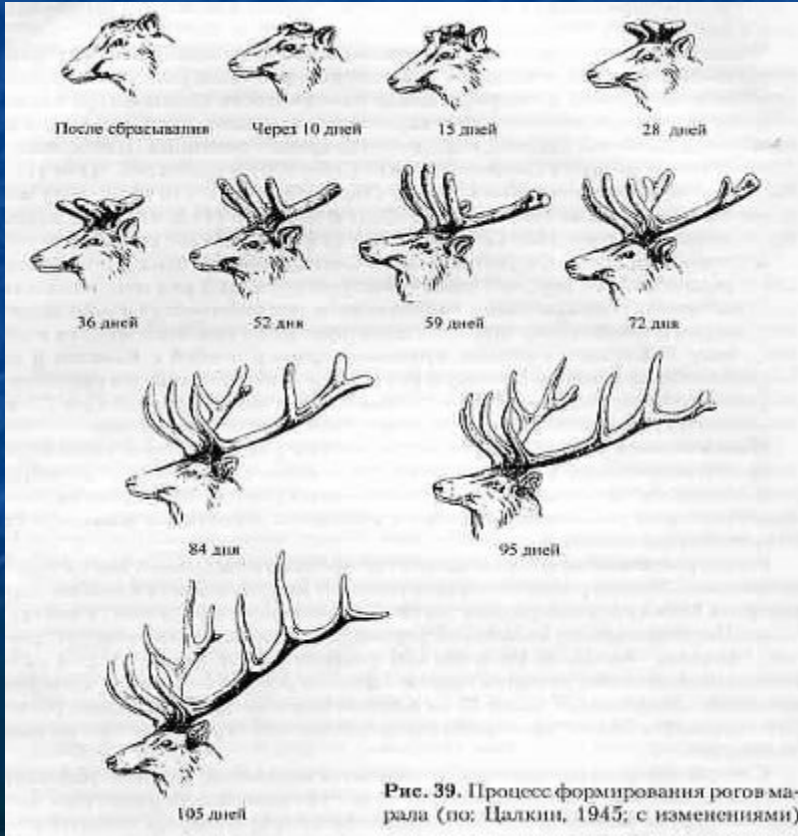 После сбрасывания Через 10 дней 15 дней 28 дней
36 дней 52 дня 59 дней 72 дня
84 дня 95 дней
105 дней
Рис. 39. Процесс формирования рогов ма-
рала (по: Цалкин, 1945; с изменениями)